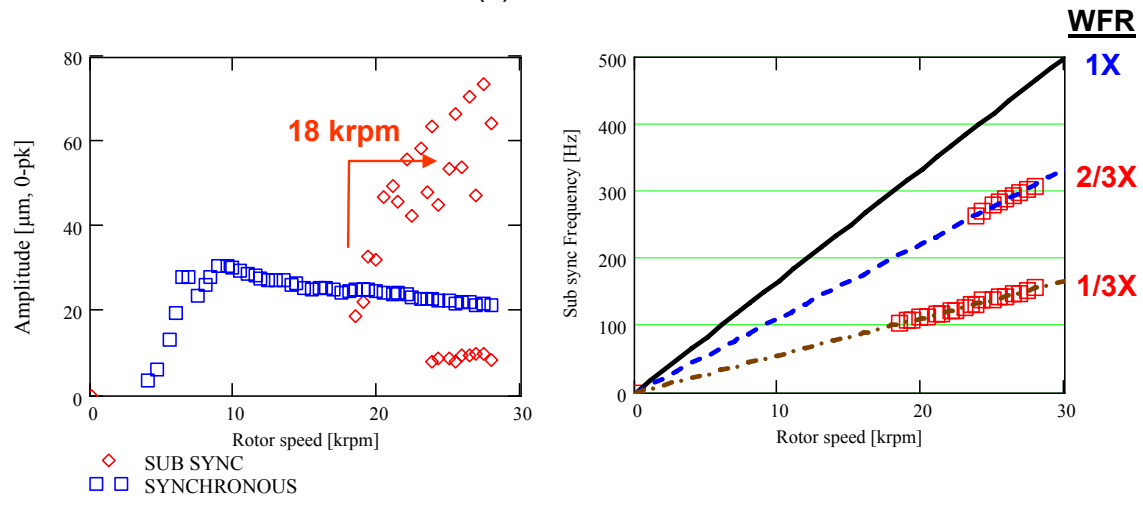 WFR
1X
2/3X
1/3X
80
60
40
20
0
Amplitude [µm, 0-pk]
18 krpm
0
10
20
30
Rotor speed [krpm]
SUB SYNC
SYNCHRONOUS
500
400
300
200
100
0
Sub sync Frequency [Hz]
0
10
20
30
Rotor speed [krpm]